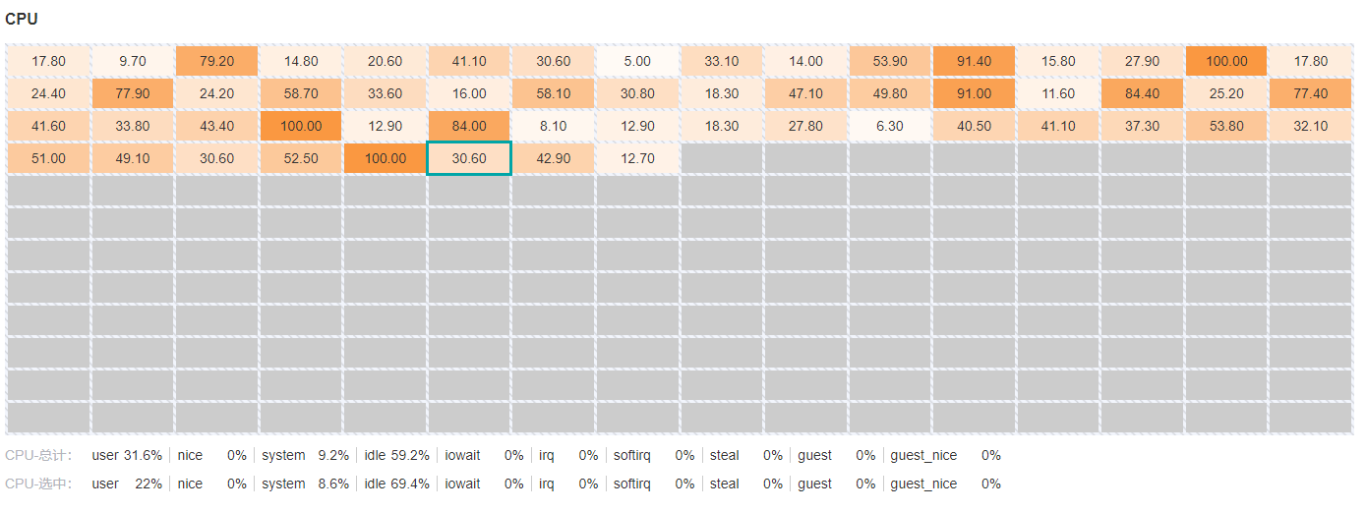 CPU
17.80 9.70 79.20 14.80 20.60 41.10 30.60 5.00 33.10 14.00 53.90 91.40 15.80 27.90 100.00 17.80
24.40 77.90 24.20 58.70 33.60 16.00 58.10 30.80 18.30 47.10 49.80 91.00 11.60 84.40 25.20 77.40
41.60 33.80 43.40 100.00 12.90 84.00 8.10 12.90 18.30 27.80 6.30 40.50 41.10 37.30 53.80 32.10
51.00 49.10 30.60 52.50 100.00 30.60 42.90 12.70
CPU-总计: user 31.6% nice 0% system 9.2% idle 59.2% iowait 0% irq 0% softirq 0% steal 0% guest 0% guest_nice 0%
CPU-选中: user 22% nice 0% system 8.6% idle 69.4% iowait 0% irq 0% softirq 0% steal 0% guest 0% guest_nice 0%